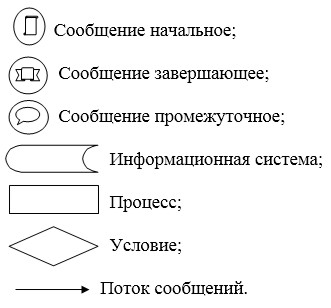 Сообщение начальное;
Сообщение завершающее;
Сообщение промежуточное;
Информационная система;
Процесс;
Условие;
Поток сообщений.